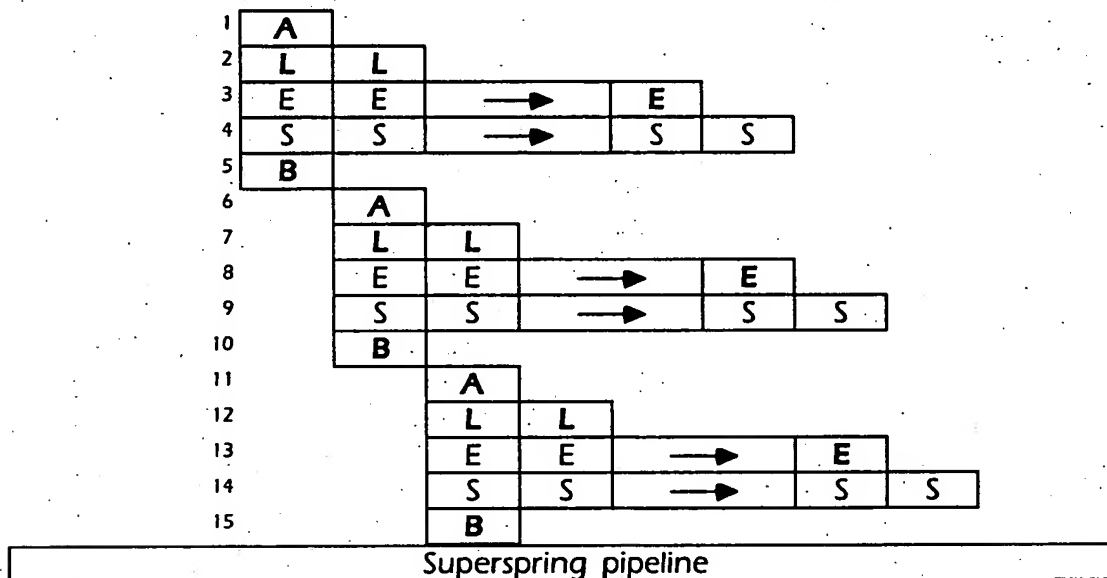 1 A
2 L L
3 E E E
4 S S S S
5 B
6 A
7 L L
8 E E E
9 S S S S
10 B
11 A
12 L L
13 E E E
14 S S S S
15 B
Superspring pipeline